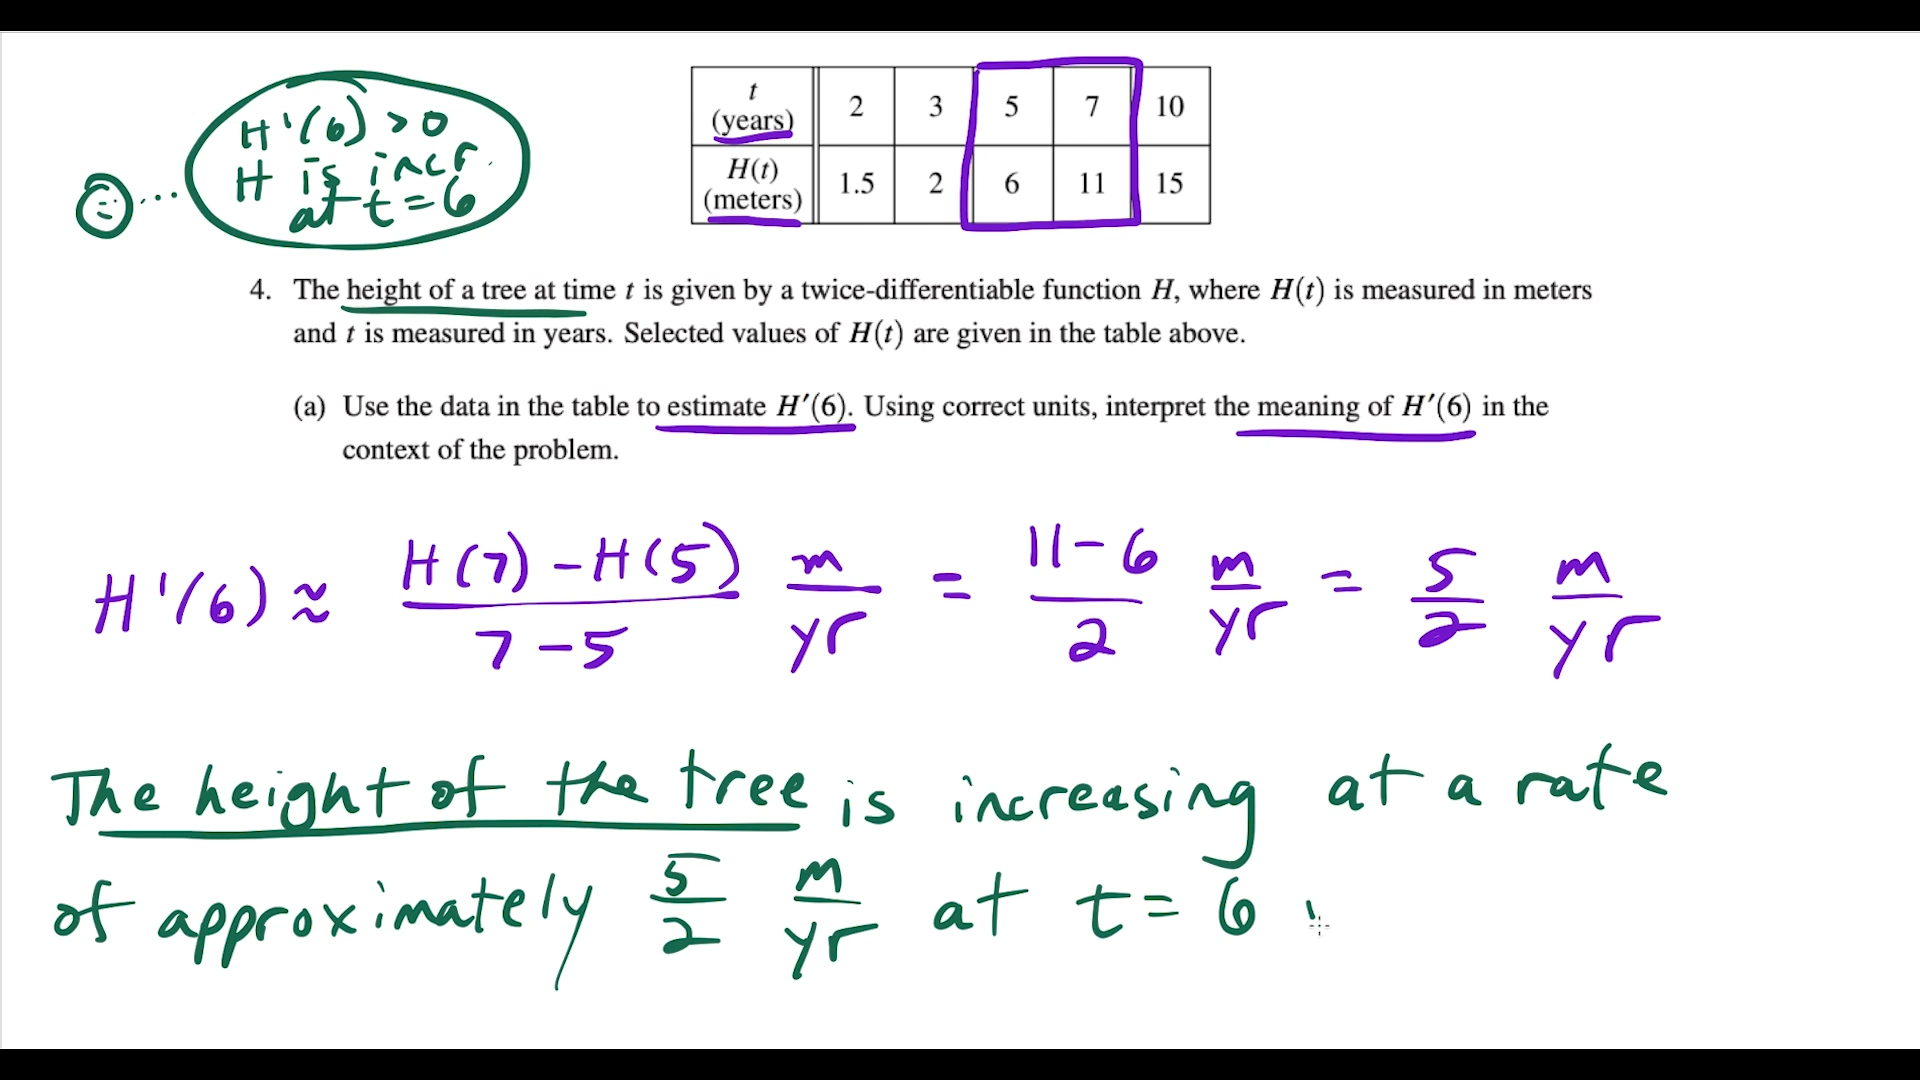 H'(6) > 0
H is incr.
at t = 6
t (years) 2 3 5 7 10
H(t) (meters) 1.5 2 6 11 15
4. The height of a tree at time t is given by a twice-differentiable function H, where H(t) is measured in meters
and t is measured in years. Selected values of H(t) are given in the table above.
(a) Use the data in the table to estimate H′(6). Using correct units, interpret the meaning of H′(6) in the
context of the problem.
H'(6) ≈ H(7) − H(5) / 7 − 5 m/yr = 11 − 6 / 2 m/yr = 5/2 m/yr
The height of the tree is increasing at a rate
of approximately 5/2 m/yr at t = 6